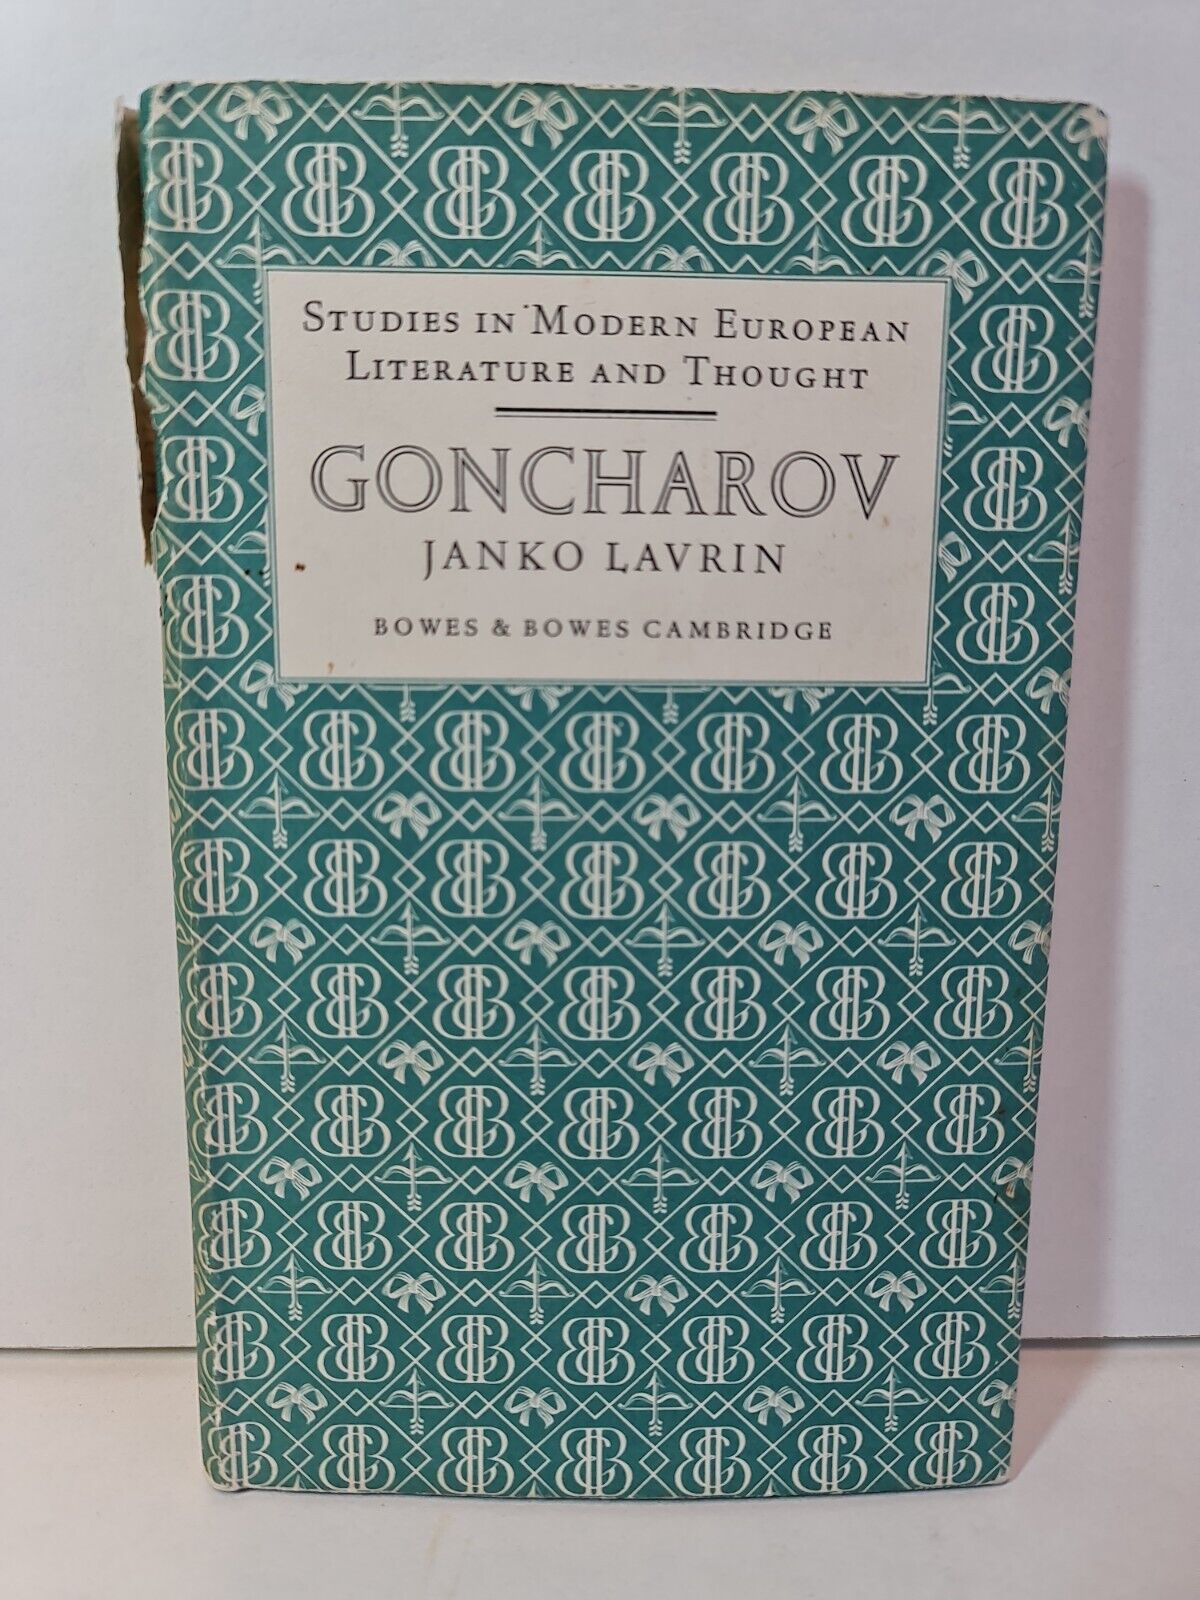 STUDIES IN MODERN EUROPEAN
LITERATURE AND THOUGHT
GONCHAROV
JANKO LAVRIN
BOWES & BOWES CAMBRIDGE